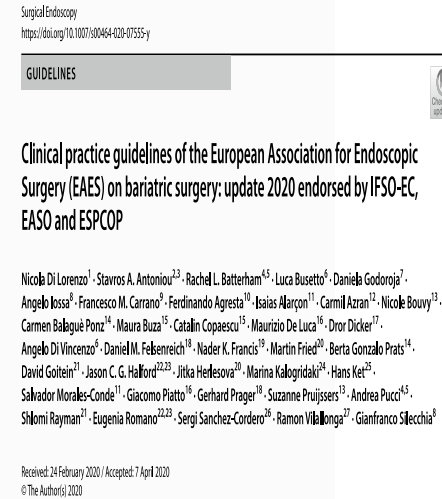 Surgical Endoscopy
https://doi.org/10.1007/s00464-020-07555-y
GUIDELINES
Clinical practice guidelines of the European Association for Endoscopic
Surgery (EAES) on bariatric surgery: update 2020 endorsed by IFSO-EC,
EASO and ESPCOP
Nicola Di Lorenzo1 · Stavros A. Antoniou2,3 · Rachel L. Batterham4,5 · Luca Busetto6 · Daniela Godoroja7 ·
Angelo Iossa8 · Francesco M. Carrano9 · Ferdinando Agresta10 · Isaias Alarçon11 · Carmil Azran12 · Nicole Bouvy13 ·
Carmen Balaguè Ponz14 · Maura Buza15 · Catalin Copaescu15 · Maurizio De Luca16 · Dror Dicker17 ·
Angelo Di Vincenzo6 · Daniel M. Felsenreich18 · Nader K. Francis19 · Martin Fried20 · Berta Gonzalo Prats14 ·
David Goitein21 · Jason C. G. Halford22,23 · Jitka Herlesova20 · Marina Kalogridaki24 · Hans Ket25 ·
Salvador Morales-Conde11 · Giacomo Piatto16 · Gerhard Prager18 · Suzanne Pruijssers13 · Andrea Pucci4,5 ·
Shlomi Rayman21 · Eugenia Romano22,23 · Sergi Sanchez-Cordero26 · Ramon Vilallonga27 · Gianfranco Silecchia8
Received: 24 February 2020 / Accepted: 7 April 2020
© The Author(s) 2020